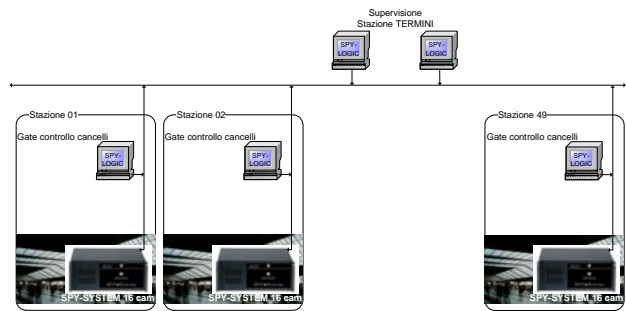 Supervisione
Stazione TERMINI
SPY-
LOGIC
SPY-
LOGIC
Stazione 01
Gate controllo cancelli
SPY-
LOGIC
SPY-SYSTEM 16 cam
Stazione 02
Gate controllo cancelli
SPY-
LOGIC
SPY-SYSTEM 16 cam
Stazione 49
Gate controllo cancelli
SPY-
LOGIC
SPY-SYSTEM 16 cam